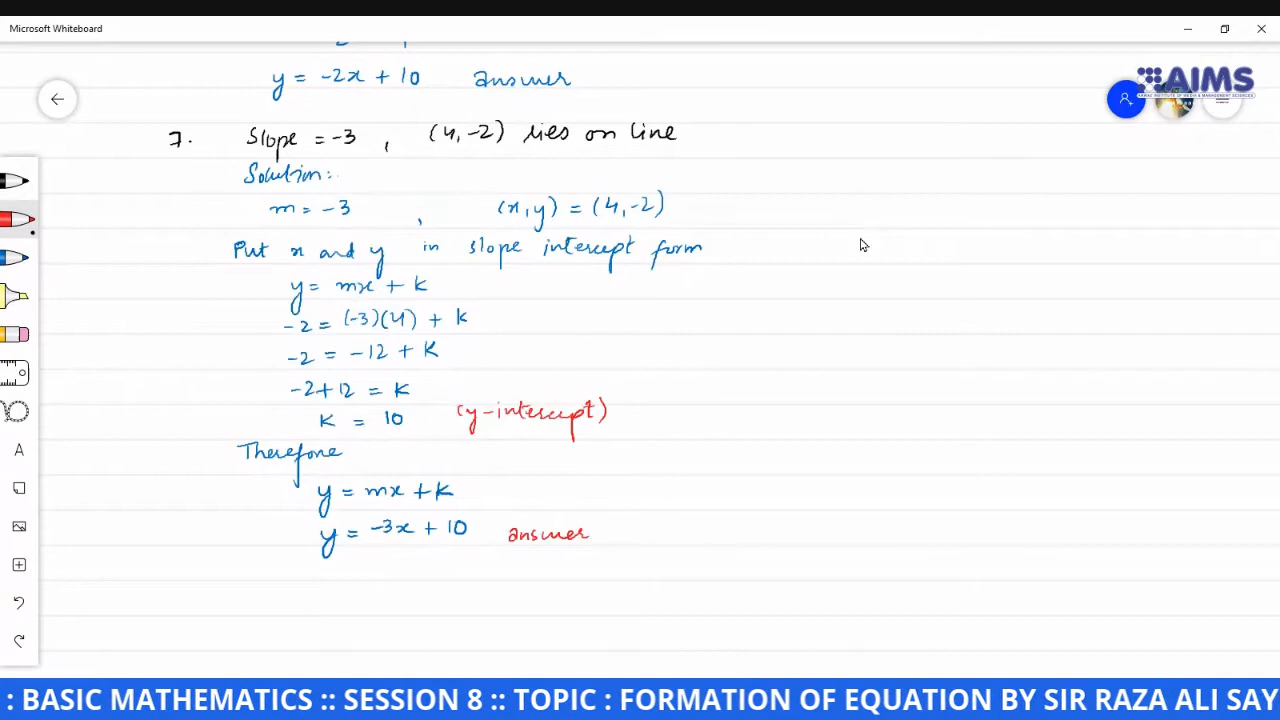 Microsoft Whiteboard
AIMS
y = -2x + 10 answer
7. Slope = -3 , (4,-2) lies on line
Solution:-
m = -3 , (x,y) = (4,-2)
Put x and y in slope intercept form
y = mx + k
-2 = (-3)(4) + k
-2 = -12 + k
-2+12 = k
k = 10 (y-intercept)
Therefore
y = mx + k
y = -3x + 10 answer
: BASIC MATHEMATICS :: SESSION 8 :: TOPIC : FORMATION OF EQUATION BY SIR RAZA ALI SAY